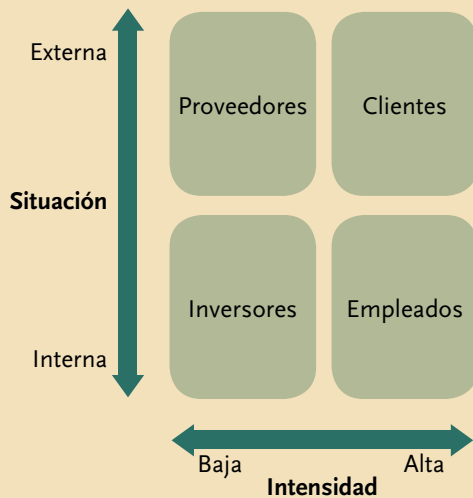 Externa
Proveedores
Clientes
Situación
Inversores
Empleados
Interna
Baja
Alta
Intensidad